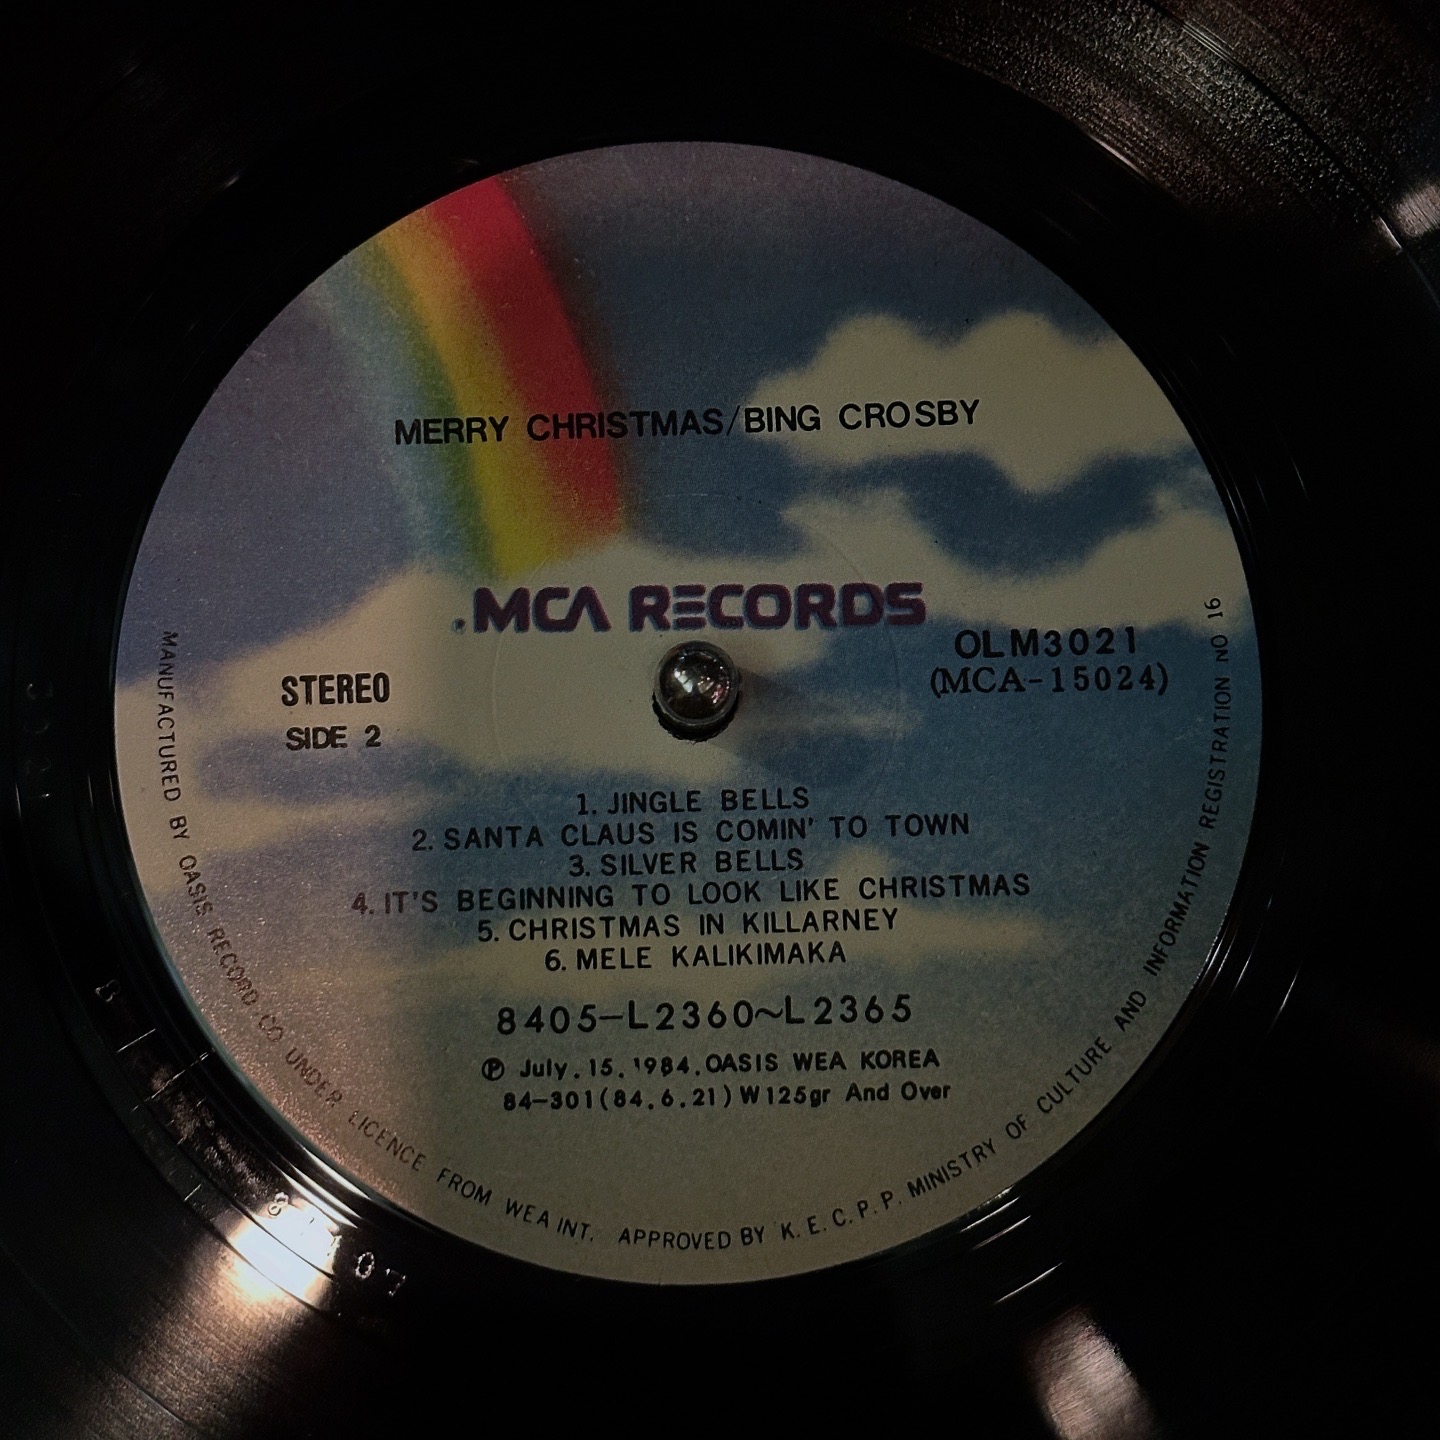 MERRY CHRISTMAS/BING CROSBY
.MCA RECORDS
OLM3021
(MCA-15024)
STEREO
SIDE 2
1. JINGLE BELLS
2. SANTA CLAUS IS COMIN' TO TOWN
3. SILVER BELLS
4. IT'S BEGINNING TO LOOK LIKE CHRISTMAS
5. CHRISTMAS IN KILLARNEY
6. MELE KALIKIMAKA
8405-L2360~L2365
℗ July. 15. 1984. OASIS WEA KOREA
84-301(84.6.21) W125gr And Over
MANUFACTURED BY OASIS RECORD CO UNDER LICENCE FROM WEA INT. APPROVED BY K. E. C. P. P. MINISTRY OF CULTURE AND INFORMATION REGISTRATION NO 16